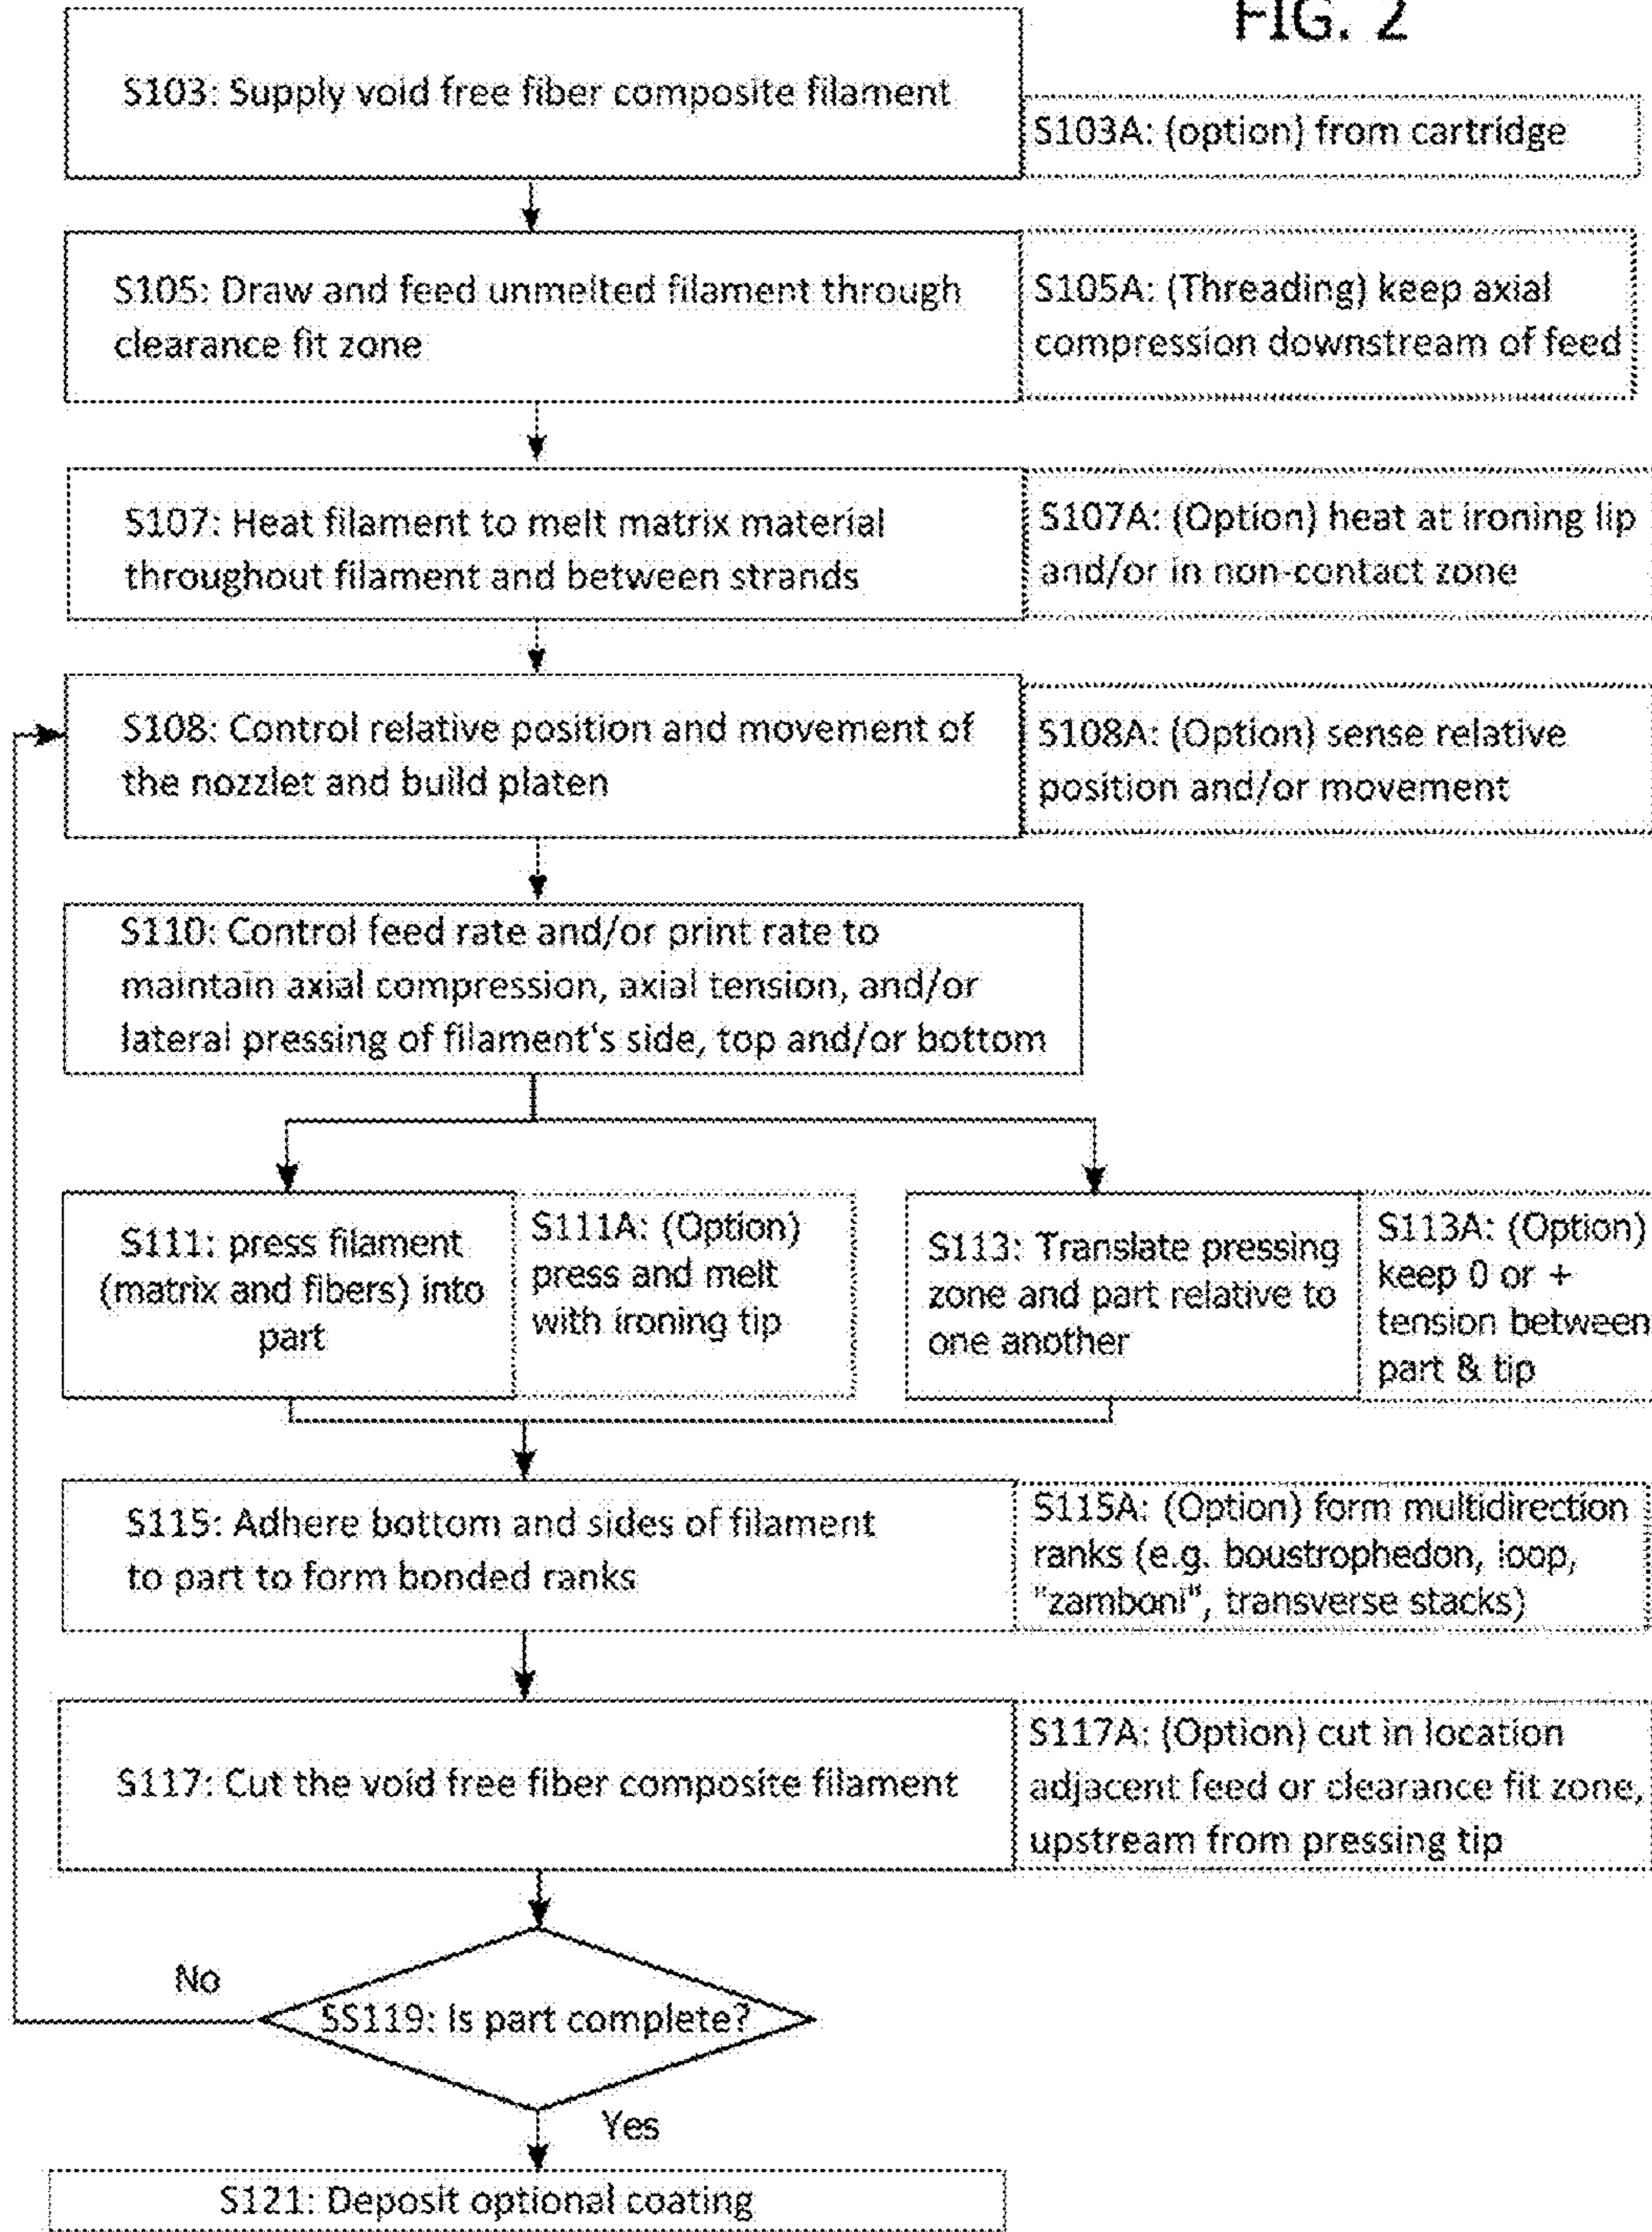 FIG. 2
S103: Supply void free fiber composite filament
S103A: (option) from cartridge
S105: Draw and feed unmelted filament through
clearance fit zone
S105A: (Threading) keep axial
compression downstream of feed
S107: Heat filament to melt matrix material
throughout filament and between strands
S107A: (Option) heat at ironing lip
and/or in non-contact zone
S108: Control relative position and movement of
the nozzlet and build platen
S108A: (Option) sense relative
position and/or movement
S110: Control feed rate and/or print rate to
maintain axial compression, axial tension, and/or
lateral pressing of filament's side, top and/or bottom
S111: press filament
(matrix and fibers) into
part
S111A: (Option)
press and melt
with ironing tip
S113: Translate pressing
zone and part relative to
one another
S113A: (Option)
keep 0 or +
tension between
part & tip
S115: Adhere bottom and sides of filament
to part to form bonded ranks
S115A: (Option) form multidirection
ranks (e.g. boustrophedon, loop,
"zamboni", transverse stacks)
S117: Cut the void free fiber composite filament
S117A: (Option) cut in location
adjacent feed or clearance fit zone,
upstream from pressing tip
No
SS119: Is part complete?
Yes
S121: Deposit optional coating